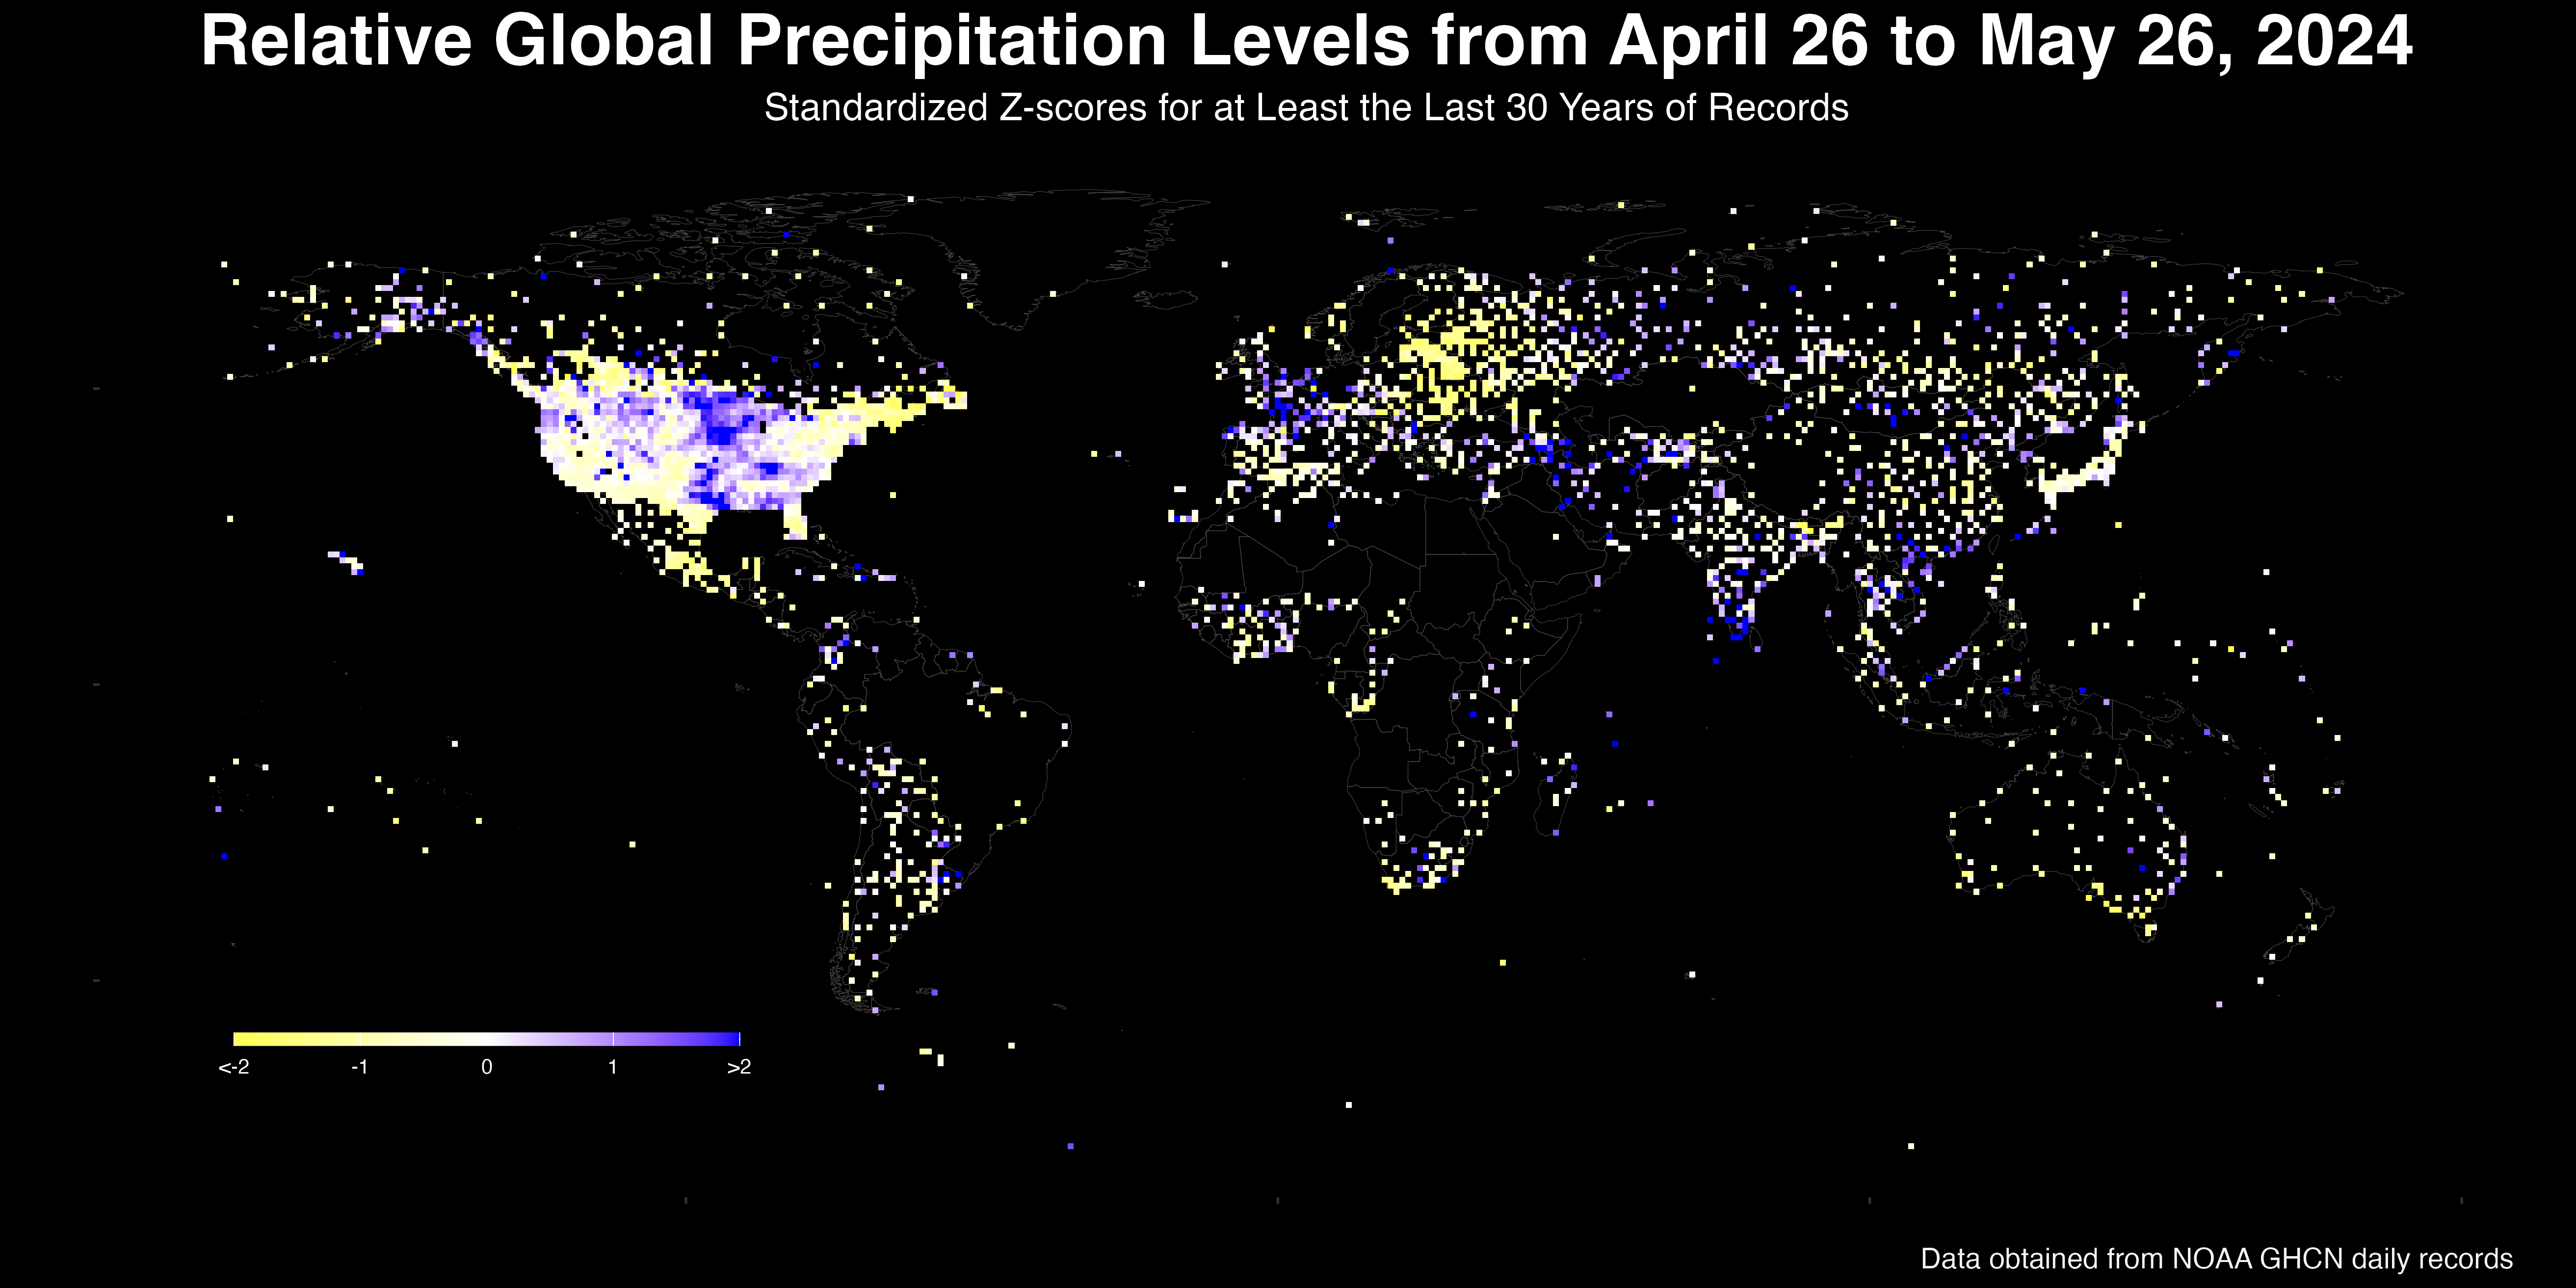 Relative Global Precipitation Levels from April 26 to May 26, 2024
Standardized Z-scores for at Least the Last 30 Years of Records
<-2 -1 0 1 >2
Data obtained from NOAA GHCN daily records